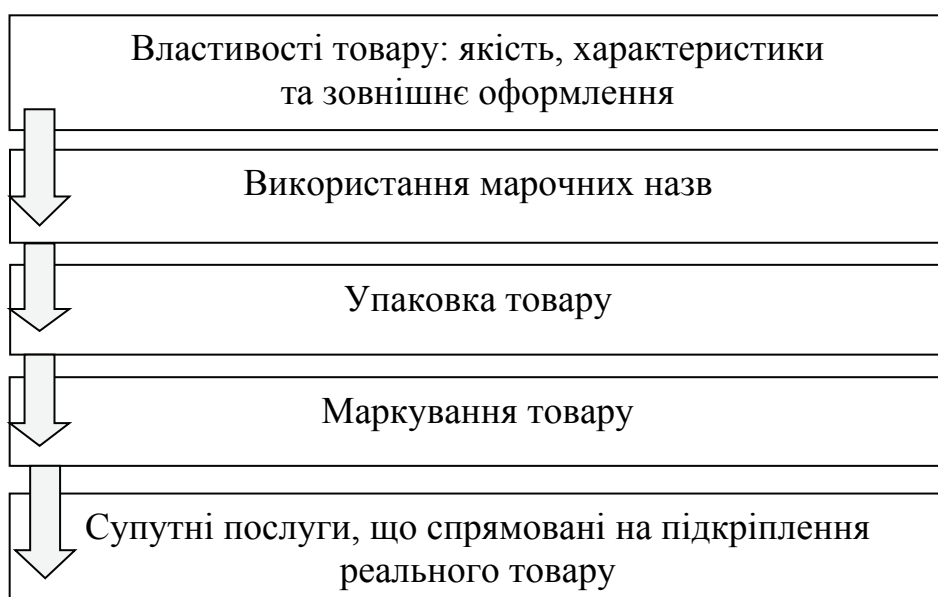 Властивості товару: якість, характеристики
та зовнішнє оформлення
Використання марочних назв
Упаковка товару
Маркування товару
Супутні послуги, що спрямовані на підкріплення
реального товару